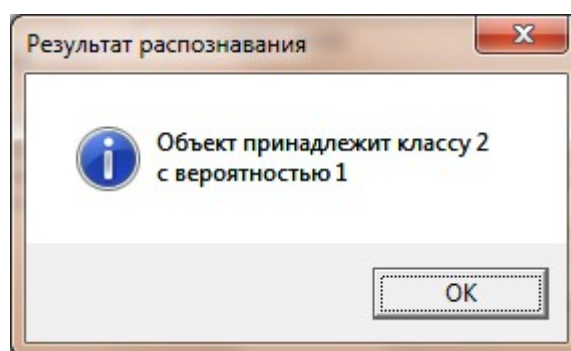 Результат распознавания
Объект принадлежит классу 2
с вероятностью 1
OK